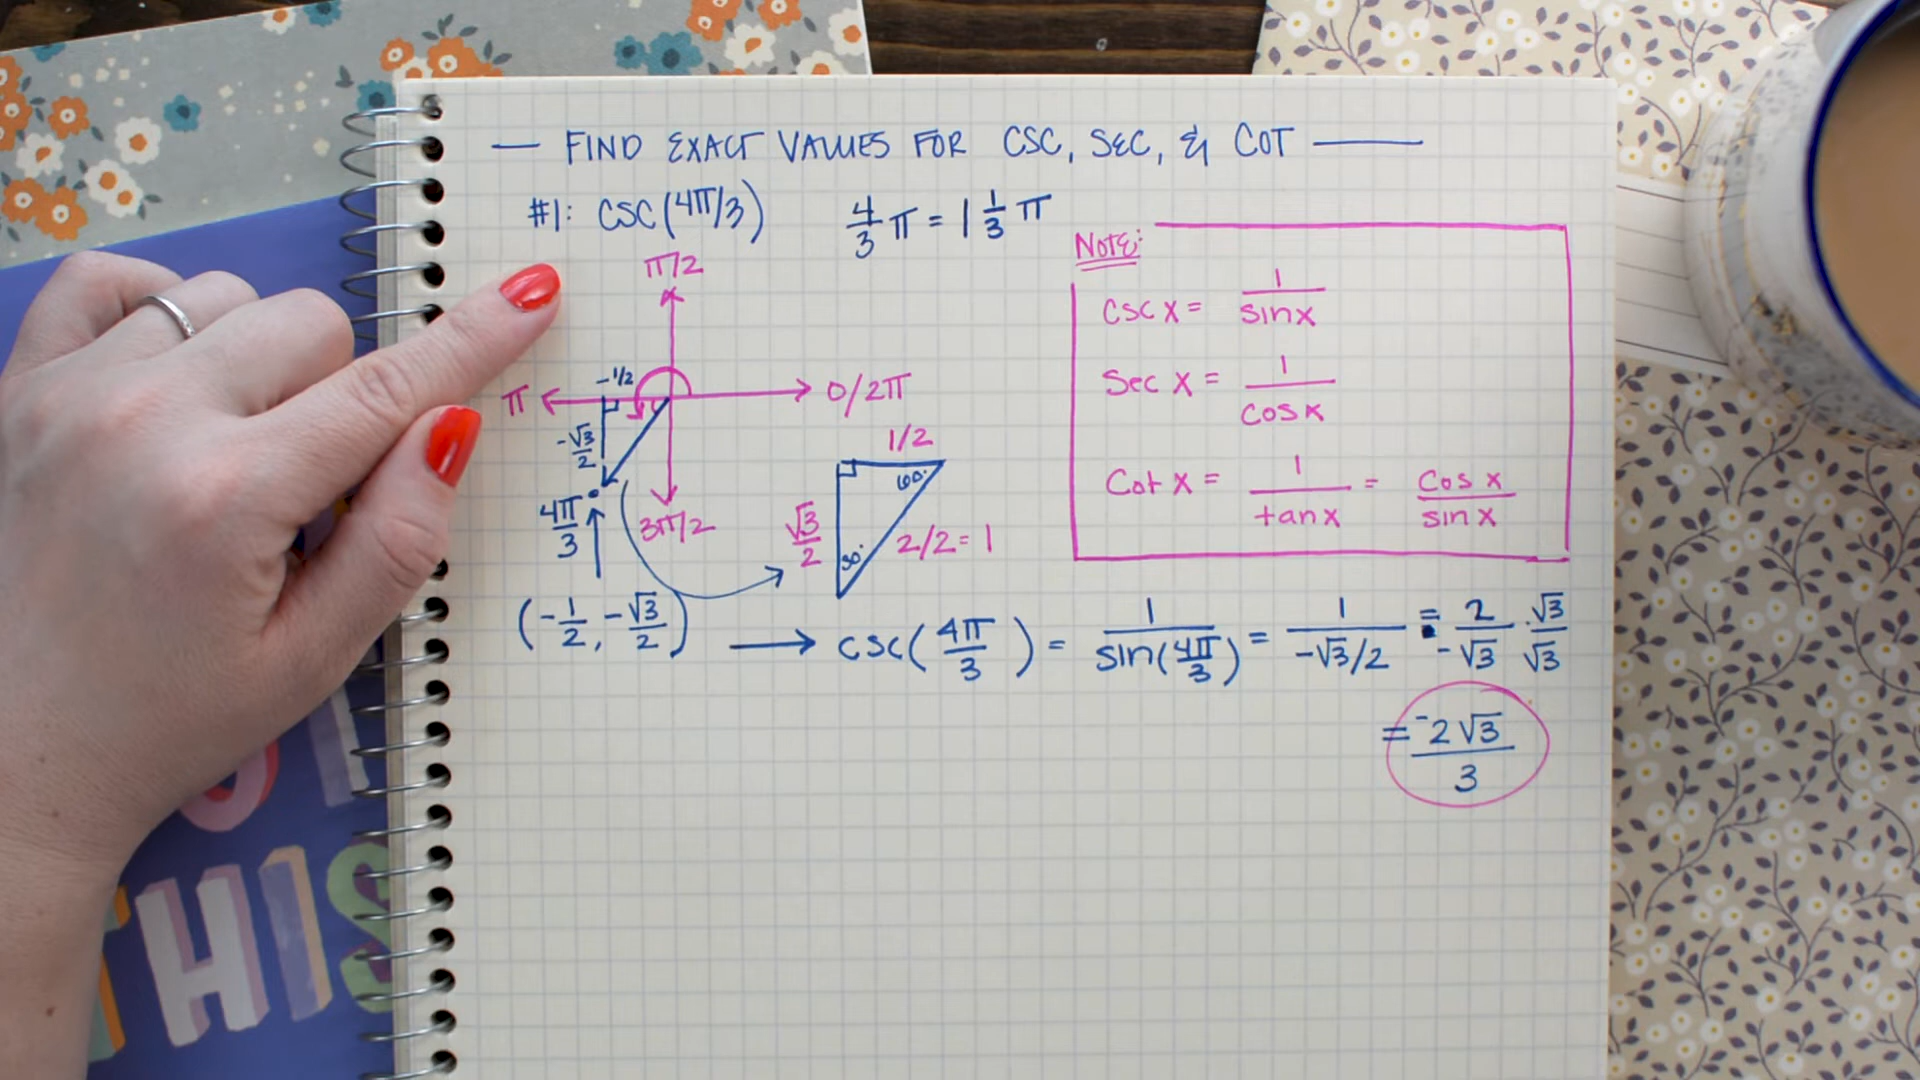 — FIND EXACT VALUES FOR CSC, SEC, & COT —
#1: CSC(4π/3) 4/3 π = 1 1/3 π
π/2
π
0/2π
3π/2
-1/2
-√3/2
4π/3
(-1/2, -√3/2)
1/2
60°
√3/2
30°
2/2 = 1
Note:
Csc x = 1/sin x
Sec x = 1/cos x
Cot x = 1/tan x = Cos x/sin x
→ csc(4π/3) = 1/sin(4π/3) = 1/-√3/2 = 2/-√3 · √3/√3
= -2√3/3
THIS